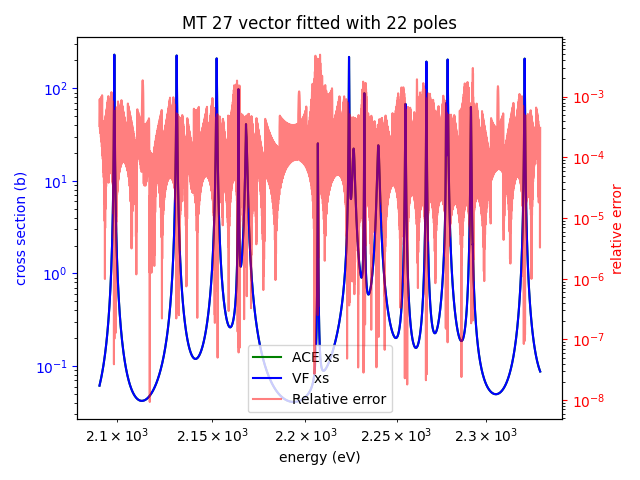 MT 27 vector fitted with 22 poles
cross section (b)
10²
10¹
10⁰
10⁻¹
10⁻³
10⁻⁴
10⁻⁵
10⁻⁶
10⁻⁷
10⁻⁸
relative error
ACE xs
VF xs
Relative error
2.1 × 10³ 2.15 × 10³ 2.2 × 10³ 2.25 × 10³ 2.3 × 10³
energy (eV)